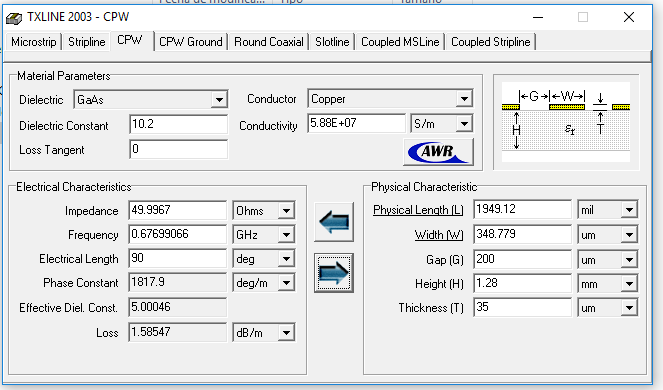 Fecha de modifica... Tipo Tamaño
TXLINE 2003 - CPW
Microstrip Stripline CPW CPW Ground Round Coaxial Slotline Coupled MSLine Coupled Stripline
Material Parameters
Dielectric GaAs Conductor Copper
Dielectric Constant 10.2 Conductivity 5.88E+07 S/m
Loss Tangent 0
AWR
G W
H εr T
Electrical Characteristics
Impedance 49.9967 Ohms
Frequency 0.67699066 GHz
Electrical Length 90 deg
Phase Constant 1817.9 deg/m
Effective Diel. Const. 5.00046
Loss 1.58547 dB/m
Physical Characteristic
Physical Length (L) 1949.12 mil
Width (W) 348.779 um
Gap (G) 200 um
Height (H) 1.28 mm
Thickness (T) 35 um